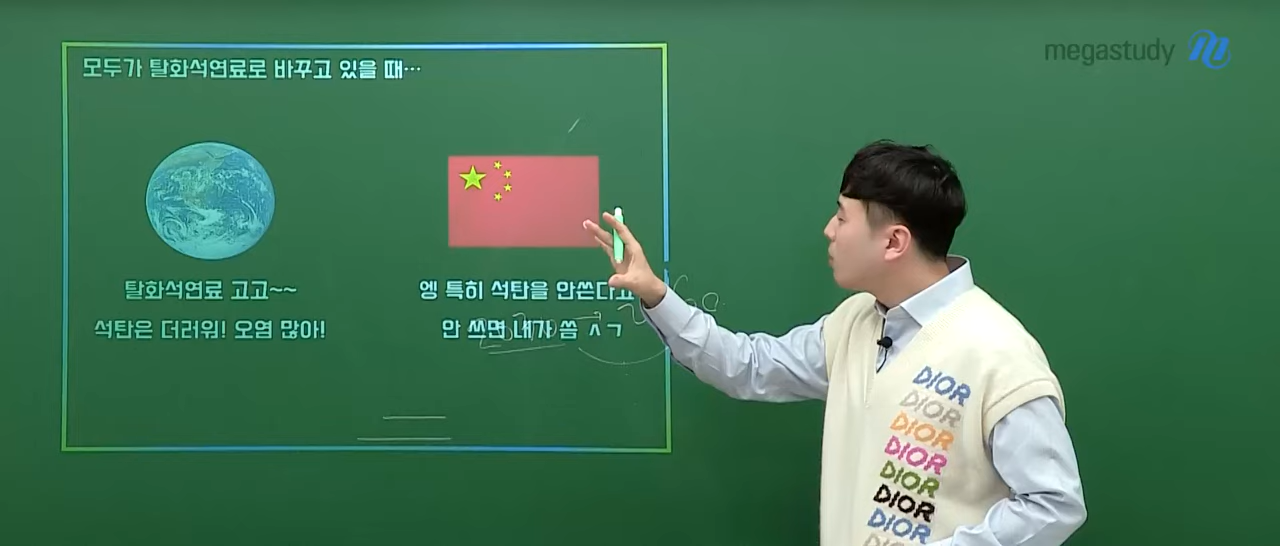 megastudy
모두가 탈화석연료로 바꾸고 있을 때…
탈화석연료 고고~~
석탄은 더러워! 오염 많아!
엥 특히 석탄을 안쓴다고
안 쓰면 내가 씀 ㅅㄱ
DIOR
DIOR
DIOR
DIOR
DIOR
DIOR
DIOR
DIOR